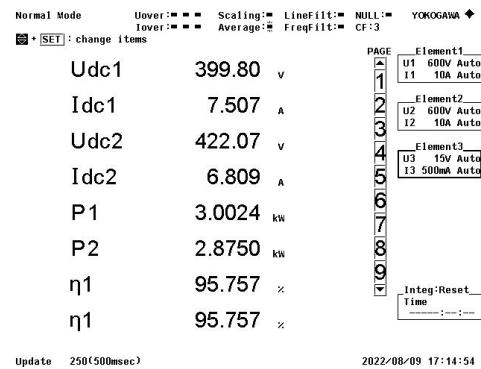 Normal Mode Uover: Scaling: LineFilt: NULL: YOKOGAWA
Iover: Average: FreqFilt: CF:3
+ SET : change items
PAGE
Udc1 399.80 V
Idc1 7.507 A
Udc2 422.07 V
Idc2 6.809 A
P1 3.0024 kW
P2 2.8750 kW
η1 95.757 %
η1 95.757 %
1
2
3
4
5
6
7
8
9
Element1
U1 600V Auto
I1 10A Auto
Element2
U2 600V Auto
I2 10A Auto
Element3
U3 15V Auto
I3 500mA Auto
Integ:Reset
Time
-----:--:--
Update 250(500msec) 2022/08/09 17:14:54